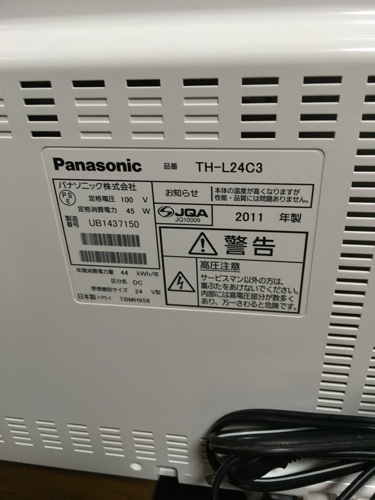 Panasonic 品番 TH-L24C3
パナソニック株式会社
PSE 定格電圧 100 V
定格消費電力 45 W
製造番号 UB1437150
お知らせ 本体の温度が高くなりますが
性能・品質には問題ありません。
S JQA
JQ10009
2011 年製
警告
高圧注意
サービスマン以外の方は、
裏ぶたをあけないでください。
内部には高電圧部分が数多く
あり、万一さわると危険です。
年間消費電力量 44 kWh/年
区分名 DC
受信機型サイズ 24 V型
日本製 >PS< TBMH958